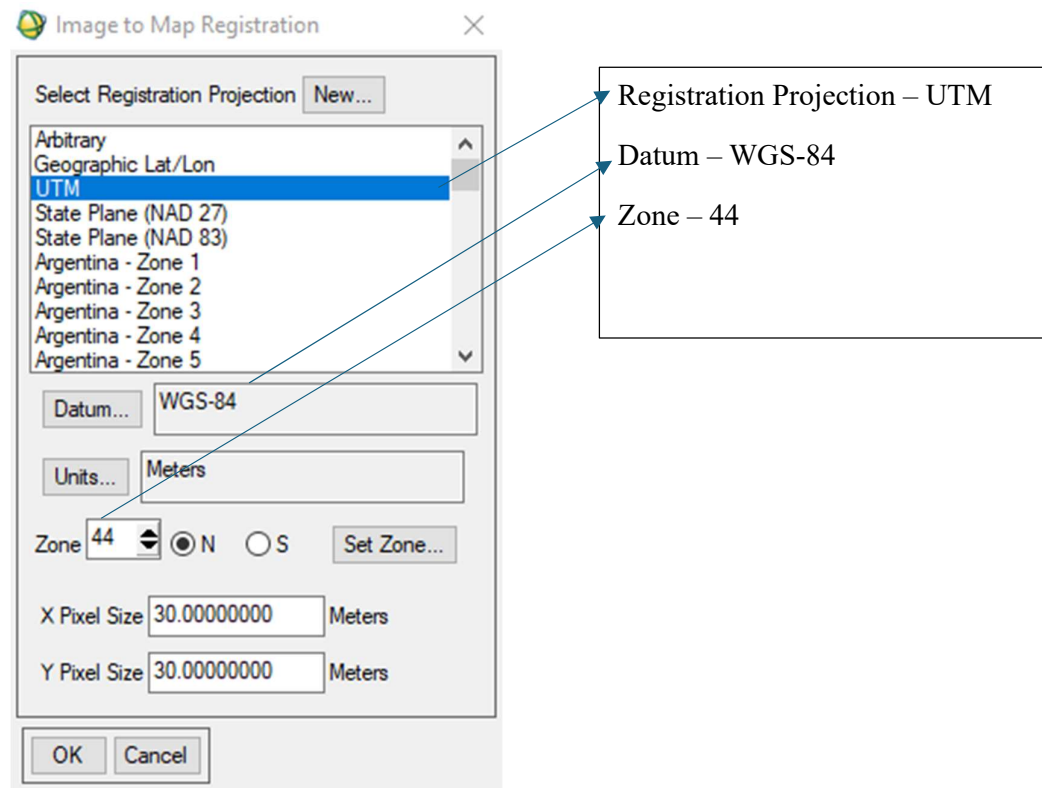 Image to Map Registration
Select Registration Projection New...
Arbitrary
Geographic Lat/Lon
UTM
State Plane (NAD 27)
State Plane (NAD 83)
Argentina - Zone 1
Argentina - Zone 2
Argentina - Zone 3
Argentina - Zone 4
Argentina - Zone 5
Datum... WGS-84
Units... Meters
Zone 44 N S Set Zone...
X Pixel Size 30.00000000 Meters
Y Pixel Size 30.00000000 Meters
OK Cancel
Registration Projection – UTM
Datum – WGS-84
Zone – 44